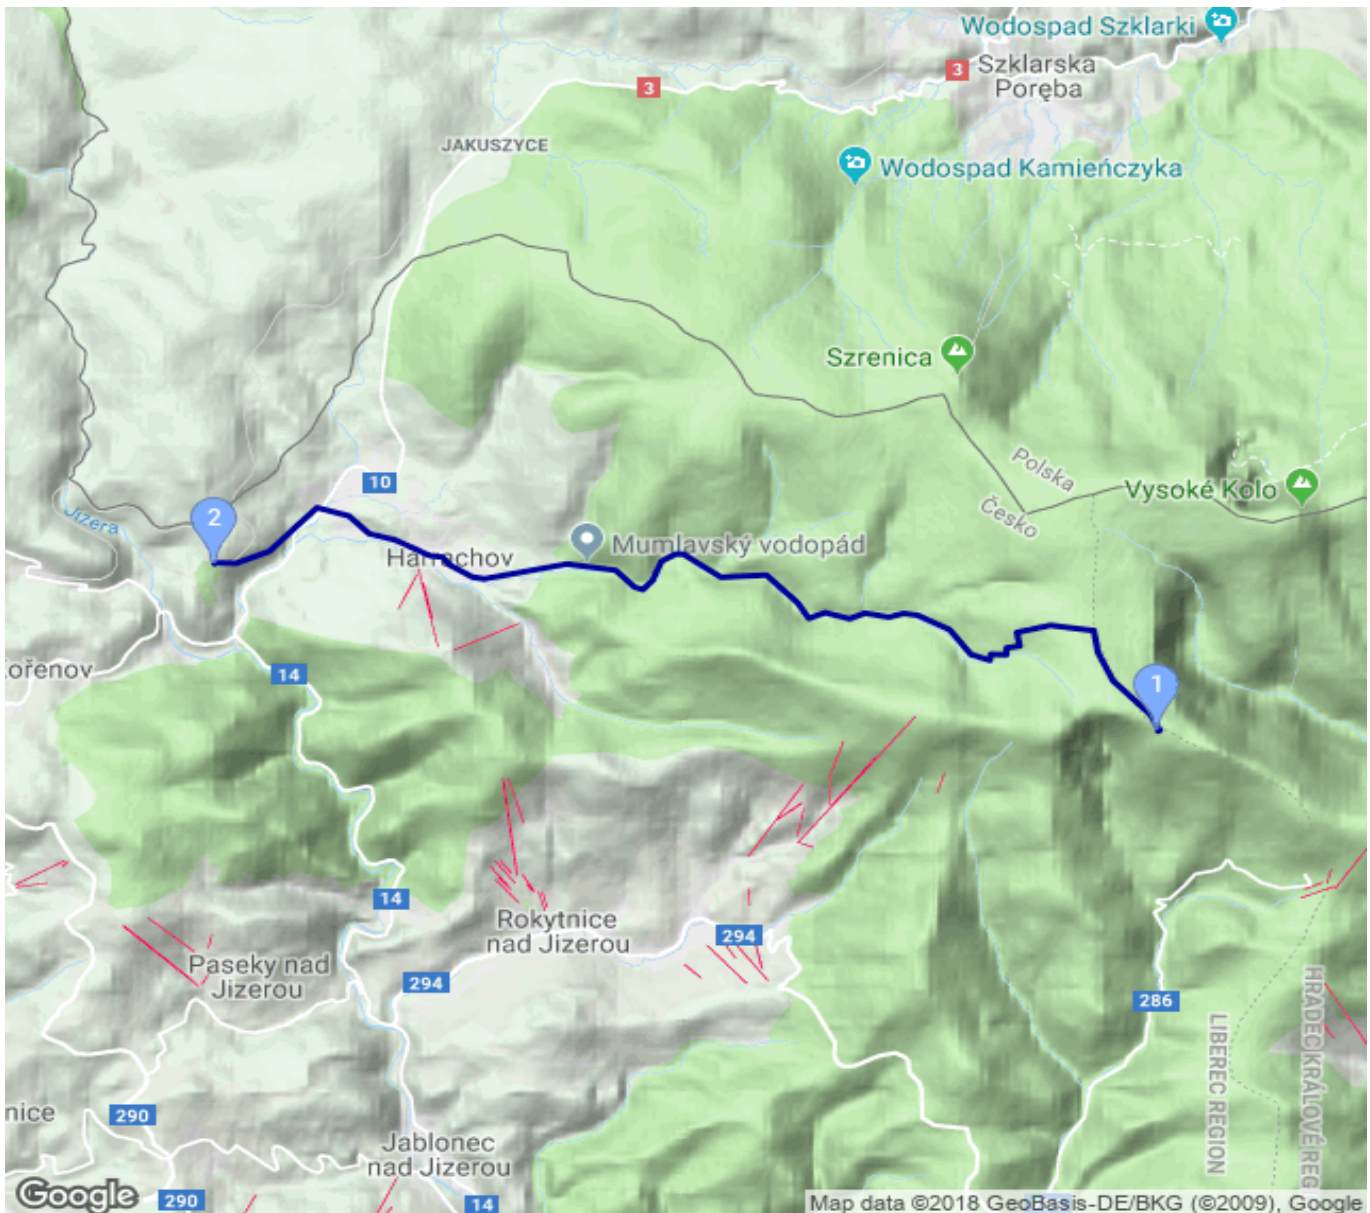 Wodospad Szklarki
3
3
Szklarska
Poręba
JAKUSZYCE
Wodospad Kamieńczyka
Szrenica
Polska
Česko
Vysoké Kolo
10
Jizera
2
Harrachov
Mumlavský vodopád
ořenov
14
1
14
Rokytnice
nad Jizerou
294
Paseky nad
Jizerou
294
286
HRADEC KRÁLOVÉ REG
LIBEREC REGION
nice
290
Jablonec
nad Jizerou
290
14
Google
Map data ©2018 GeoBasis-DE/BKG (©2009), Google